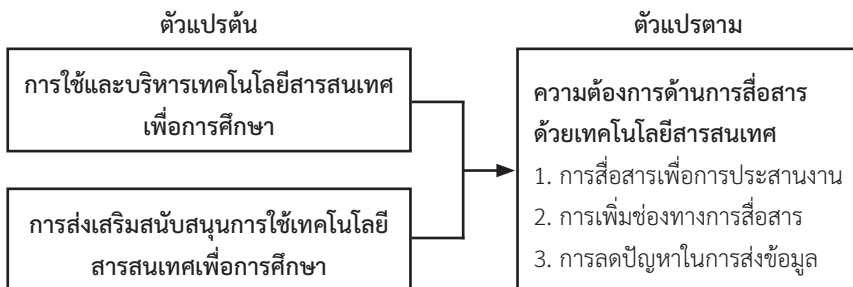 ตัวแปรต้น
การใช้และบริหารเทคโนโลยีสารสนเทศ
เพื่อการศึกษา
การส่งเสริมสนับสนุนการใช้เทคโนโลยี
สารสนเทศเพื่อการศึกษา
ตัวแปรตาม
ความต้องการด้านการสื่อสาร
ด้วยเทคโนโลยีสารสนเทศ
1. การสื่อสารเพื่อการประสานงาน
2. การเพิ่มช่องทางการสื่อสาร
3. การลดปัญหาในการส่งข้อมูล